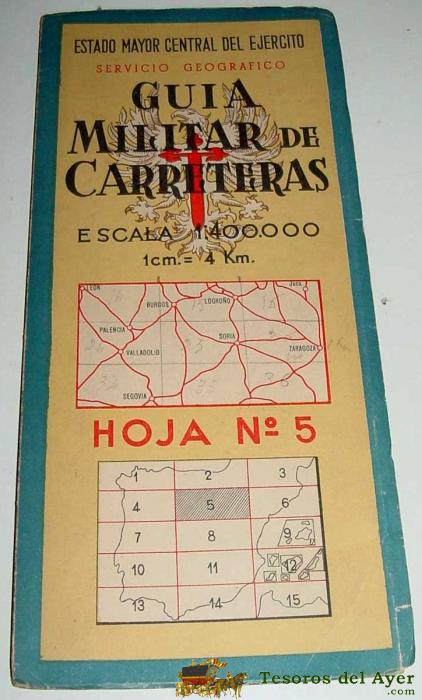 ESTADO MAYOR CENTRAL DEL EJERCITO
SERVICIO GEOGRAFICO
GUIA
MILITAR DE
CARRETERAS
ESCALA 1:400.000
1cm.= 4 Km.
LEON
BURGOS
LOGROÑO
PALENCIA
VALLADOLID
SORIA
ZARAGOZA
SEGOVIA
HOJA Nº 5
1 2 3
4 5 6
7 8 9
10 11 12
13 14 15
Tesoros del Ayer
.com